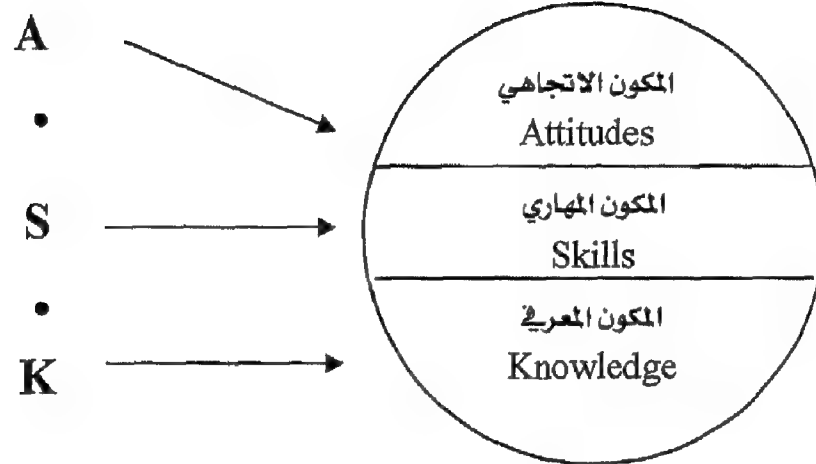 A
المكون الاتجاهي
Attitudes
•
S
المكون المهاري
Skills
•
K
المكون المعرفي
Knowledge